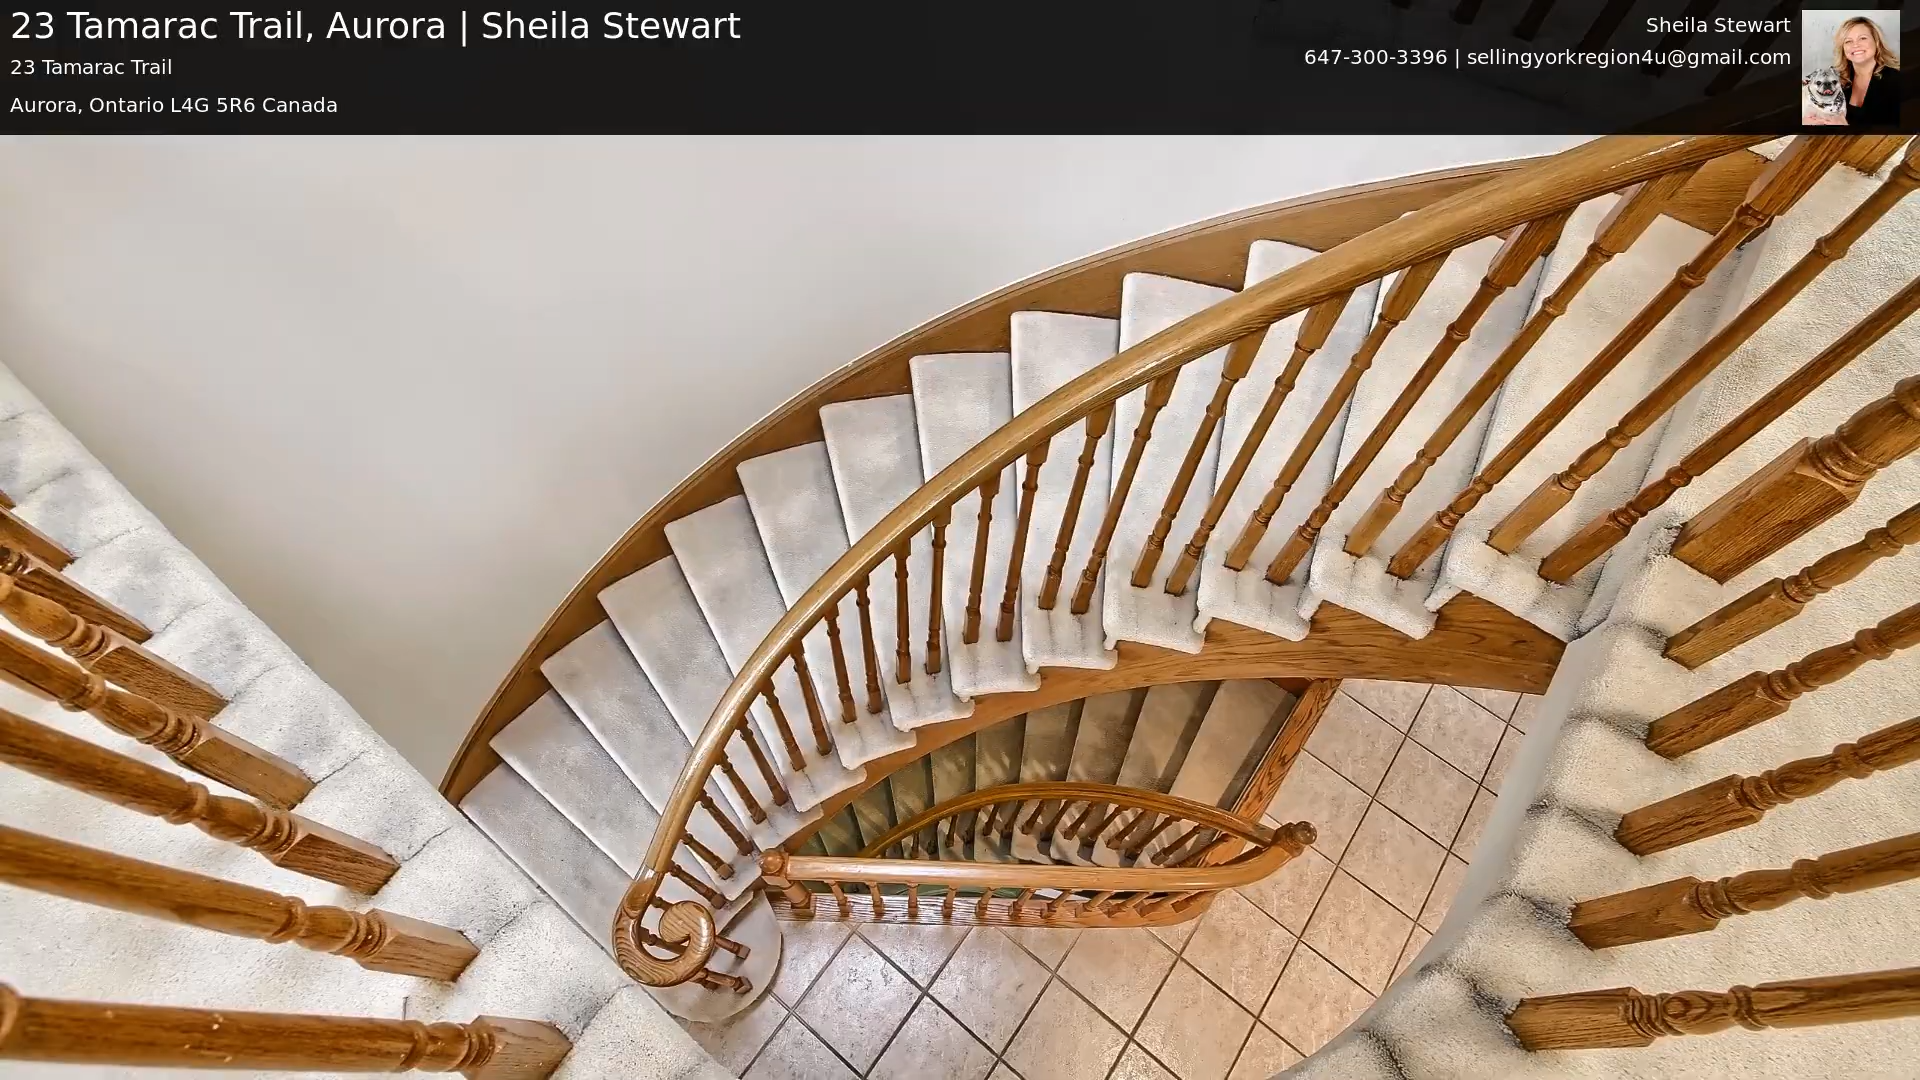 23 Tamarac Trail, Aurora | Sheila Stewart
23 Tamarac Trail
Aurora, Ontario L4G 5R6 Canada
Sheila Stewart
647-300-3396 | sellingyorkregion4u@gmail.com